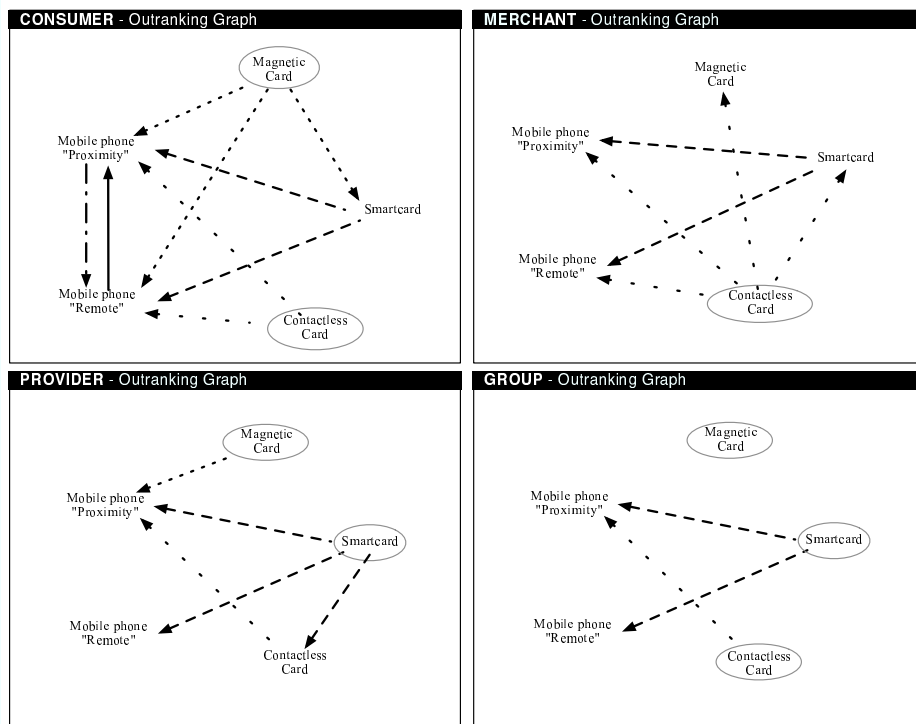 CONSUMER - Outranking Graph
Magnetic
Card
Mobile phone
"Proximity"
Smartcard
Mobile phone
"Remote"
Contactless
Card
MERCHANT - Outranking Graph
Magnetic
Card
Mobile phone
"Proximity"
Smartcard
Mobile phone
"Remote"
Contactless
Card
PROVIDER - Outranking Graph
Magnetic
Card
Mobile phone
"Proximity"
Smartcard
Mobile phone
"Remote"
Contactless
Card
GROUP - Outranking Graph
Magnetic
Card
Mobile phone
"Proximity"
Smartcard
Mobile phone
"Remote"
Contactless
Card